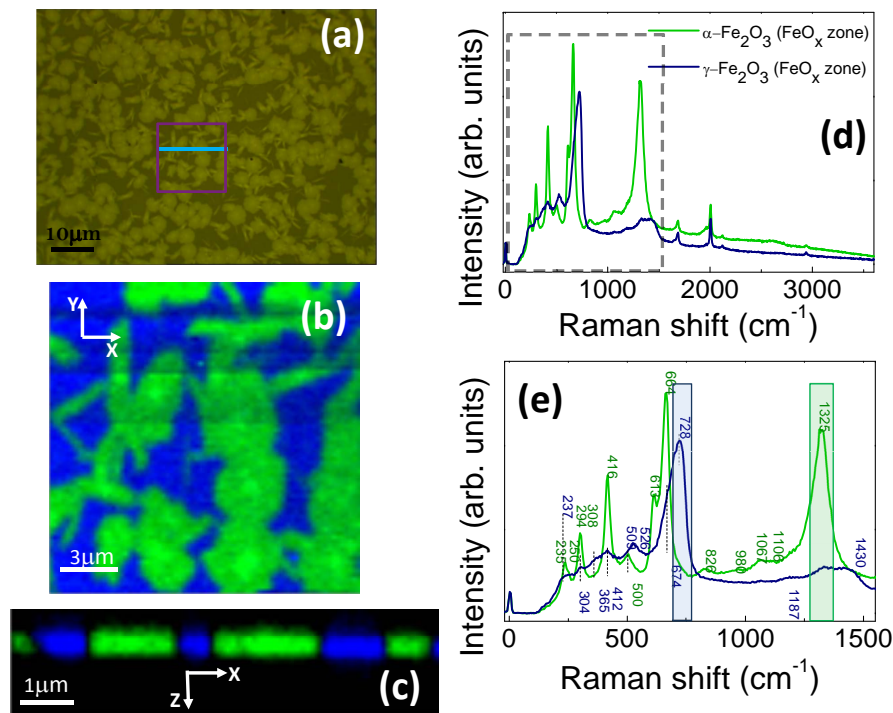 (a)
10μm
(b)
Y
X
3μm
X
Z
1μm
(c)
Intensity (arb. units)
α–Fe2O3 (FeOx zone)
γ–Fe2O3 (FeOx zone)
(d)
0 1000 2000 3000
Raman shift (cm-1)
Intensity (arb. units)
(e)
664
728
1325
416
613
237
294
308
235
250
505
526
826
980
1067
1106
1430
304
365
412
500
674
1187
0 500 1000 1500
Raman shift (cm-1)